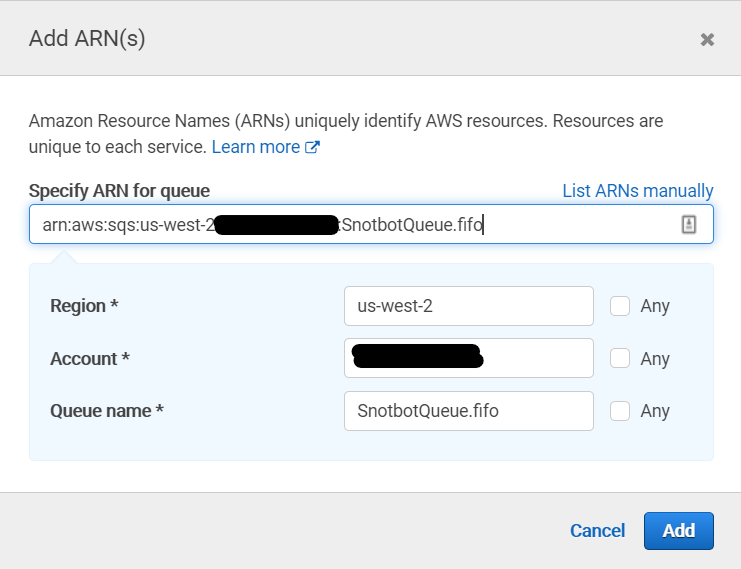 Add ARN(s)
Amazon Resource Names (ARNs) uniquely identify AWS resources. Resources are
unique to each service. Learn more
Specify ARN for queue List ARNs manually
arn:aws:sqs:us-west-2 :SnotbotQueue.fifo
Region * us-west-2 Any
Account * Any
Queue name * SnotbotQueue.fifo Any
Cancel Add